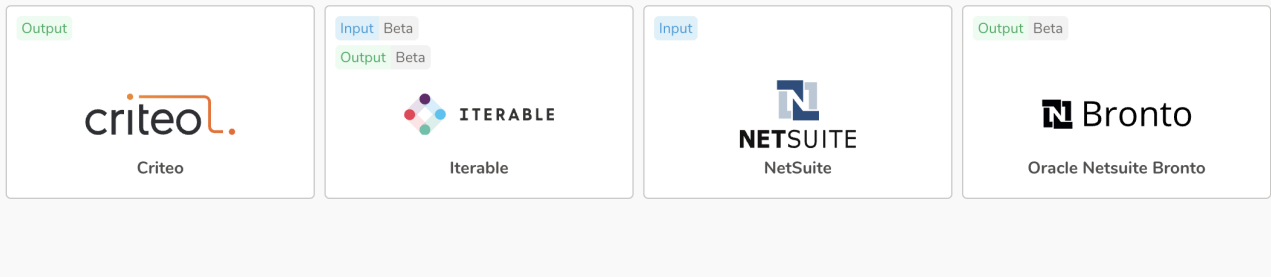 Output
criteo
Criteo
Input Beta
Output Beta
ITERABLE
Iterable
Input
N
NETSUITE
NetSuite
Output Beta
N Bronto
Oracle Netsuite Bronto